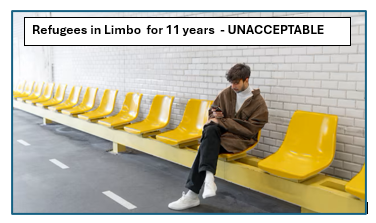 Refugees in Limbo for 11 years - UNACCEPTABLE